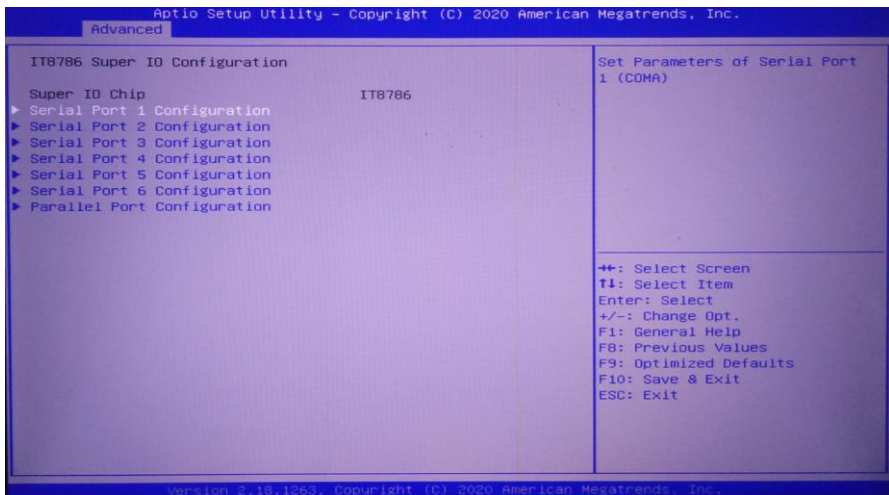 Aptio Setup Utility – Copyright (C) 2020 American Megatrends, Inc.
Advanced
IT8786 Super IO Configuration
Super IO Chip IT8786
▶ Serial Port 1 Configuration
▶ Serial Port 2 Configuration
▶ Serial Port 3 Configuration
▶ Serial Port 4 Configuration
▶ Serial Port 5 Configuration
▶ Serial Port 6 Configuration
▶ Parallel Port Configuration
Set Parameters of Serial Port
1 (COMA)
→←: Select Screen
↑↓: Select Item
Enter: Select
+/-: Change Opt.
F1: General Help
F8: Previous Values
F9: Optimized Defaults
F10: Save & Exit
ESC: Exit
Version 2.18.1263. Copyright (C) 2020 American Megatrends, Inc.